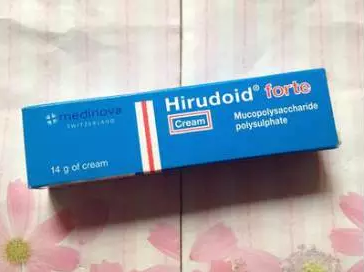 medinova
SWITZERLAND
14 g of cream
Hirudoid® forte
Cream
Mucopolysaccharide
polysulphate